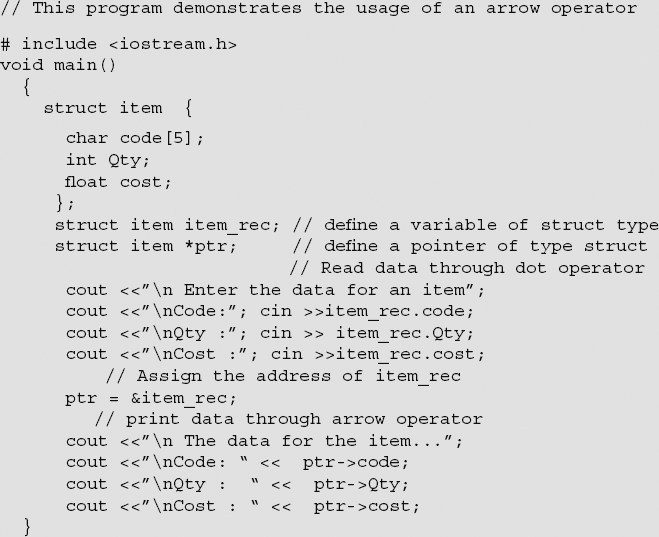 // This program demonstrates the usage of an arrow operator
# include <iostream.h>
void main()
{
struct item {
char code[5];
int Qty;
float cost;
};
struct item item_rec; // define a variable of struct type
struct item *ptr; // define a pointer of type struct
// Read data through dot operator
cout <<”\n Enter the data for an item”;
cout <<”\nCode:”; cin >>item_rec.code;
cout <<”\nQty :”; cin >> item_rec.Qty;
cout <<”\nCost :”; cin >>item_rec.cost;
// Assign the address of item_rec
ptr = &item_rec;
// print data through arrow operator
cout <<”\n The data for the item...”;
cout <<”\nCode: “ << ptr->code;
cout <<”\nQty : “ << ptr->Qty;
cout <<”\nCost : “ << ptr->cost;
}